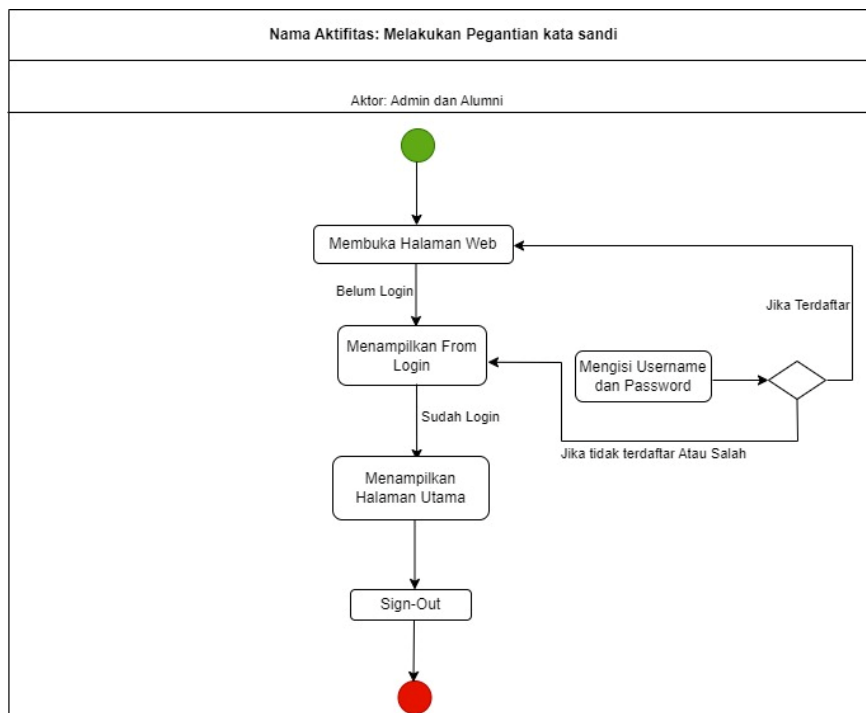 Nama Aktifitas: Melakukan Pegantian kata sandi
Aktor: Admin dan Alumni
Membuka Halaman Web
Belum Login
Jika Terdaftar
Menampilkan From
Login
Mengisi Username
dan Password
Sudah Login
Jika tidak terdaftar Atau Salah
Menampilkan
Halaman Utama
Sign-Out